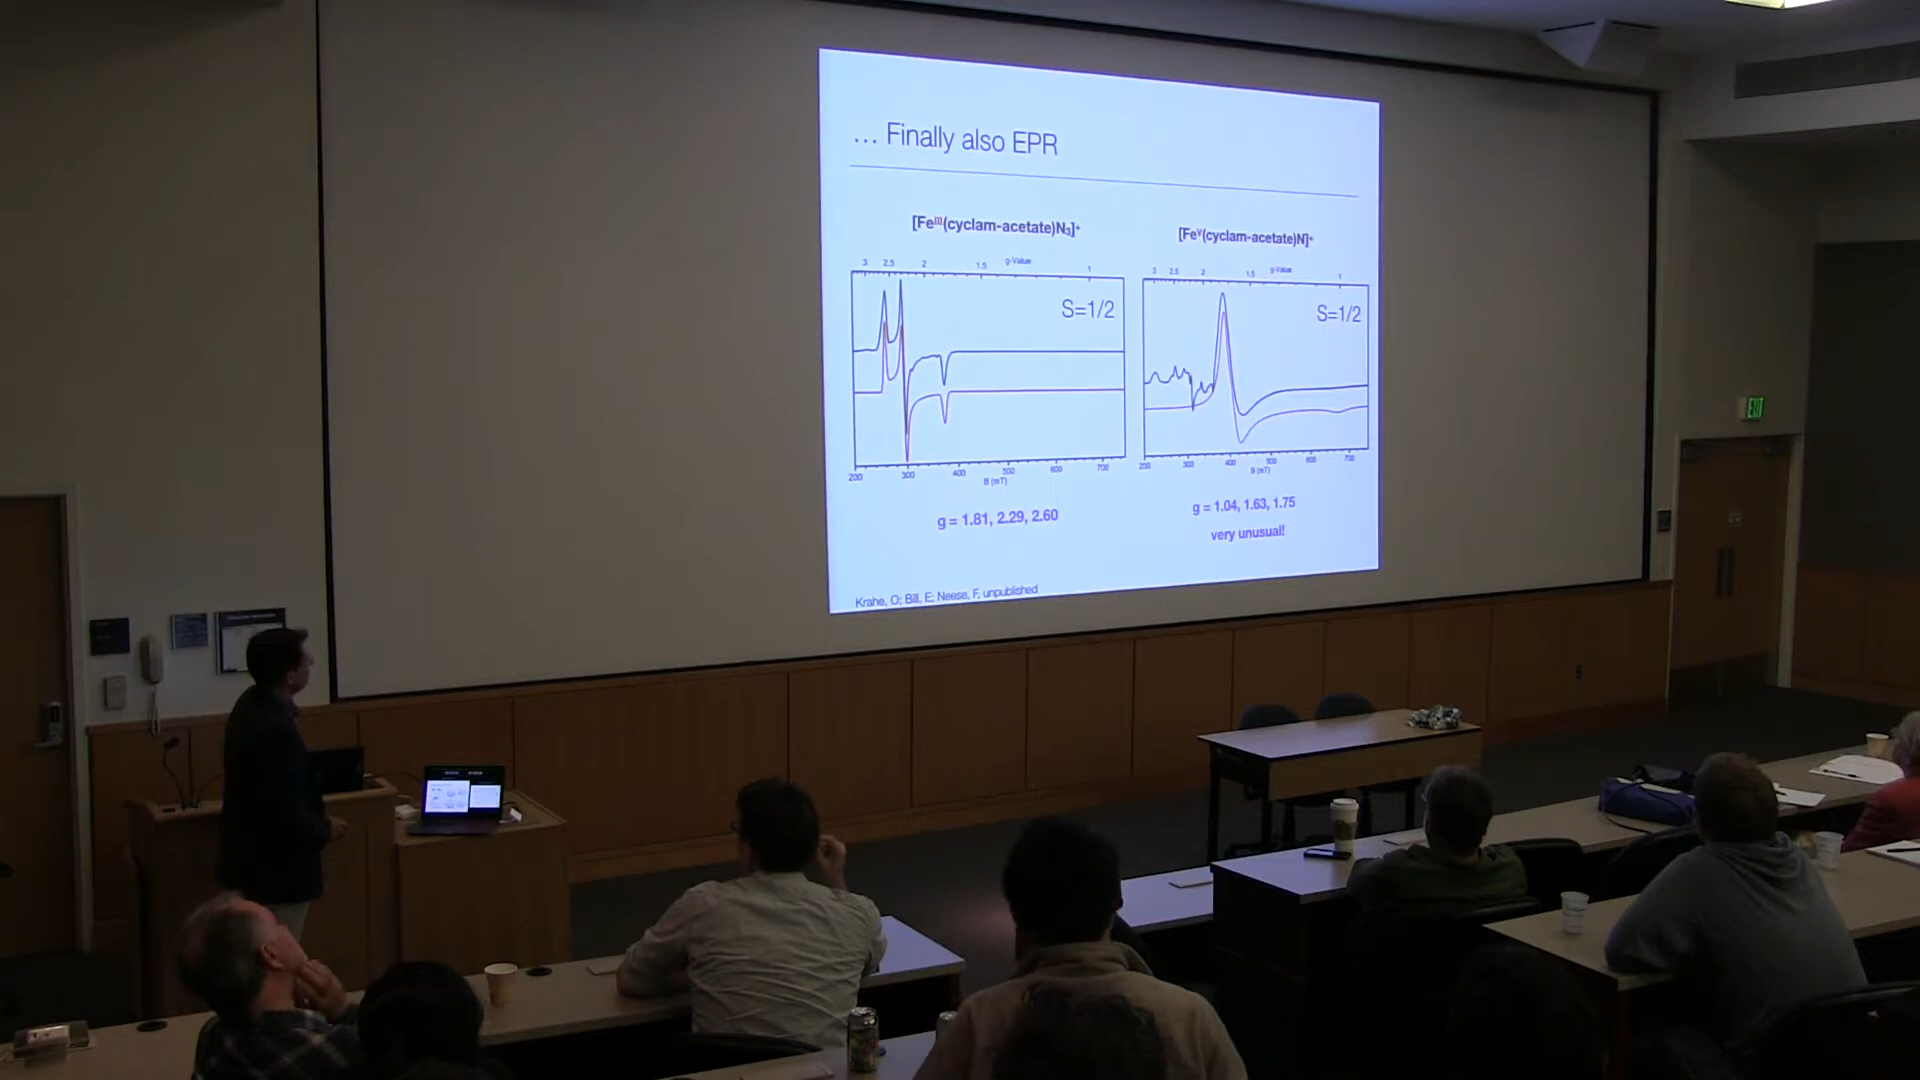 ... Finally also EPR
[Feᴵᴵᴵ(cyclam-acetate)N₃]⁺
3 2.5 2 1.5 g-Value 1
S=1/2
200 300 400 500 600 700
B (mT)
g = 1.81, 2.29, 2.60
[Feⱽ(cyclam-acetate)N]⁺
3 2.5 2 1.5 g-Value 1
S=1/2
200 300 400 500 600 700
B (mT)
g = 1.04, 1.63, 1.75
very unusual!
Krahe, O; Bill, E; Neese, F, unpublished
EXIT